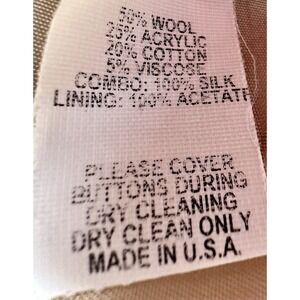 50% WOOL
25% ACRYLIC
20% COTTON
5% VISCOSE
COMBO: 100% SILK
LINING: 100% ACETATE
PLEASE COVER
BUTTONS DURING
DRY CLEANING
DRY CLEAN ONLY
MADE IN U.S.A.